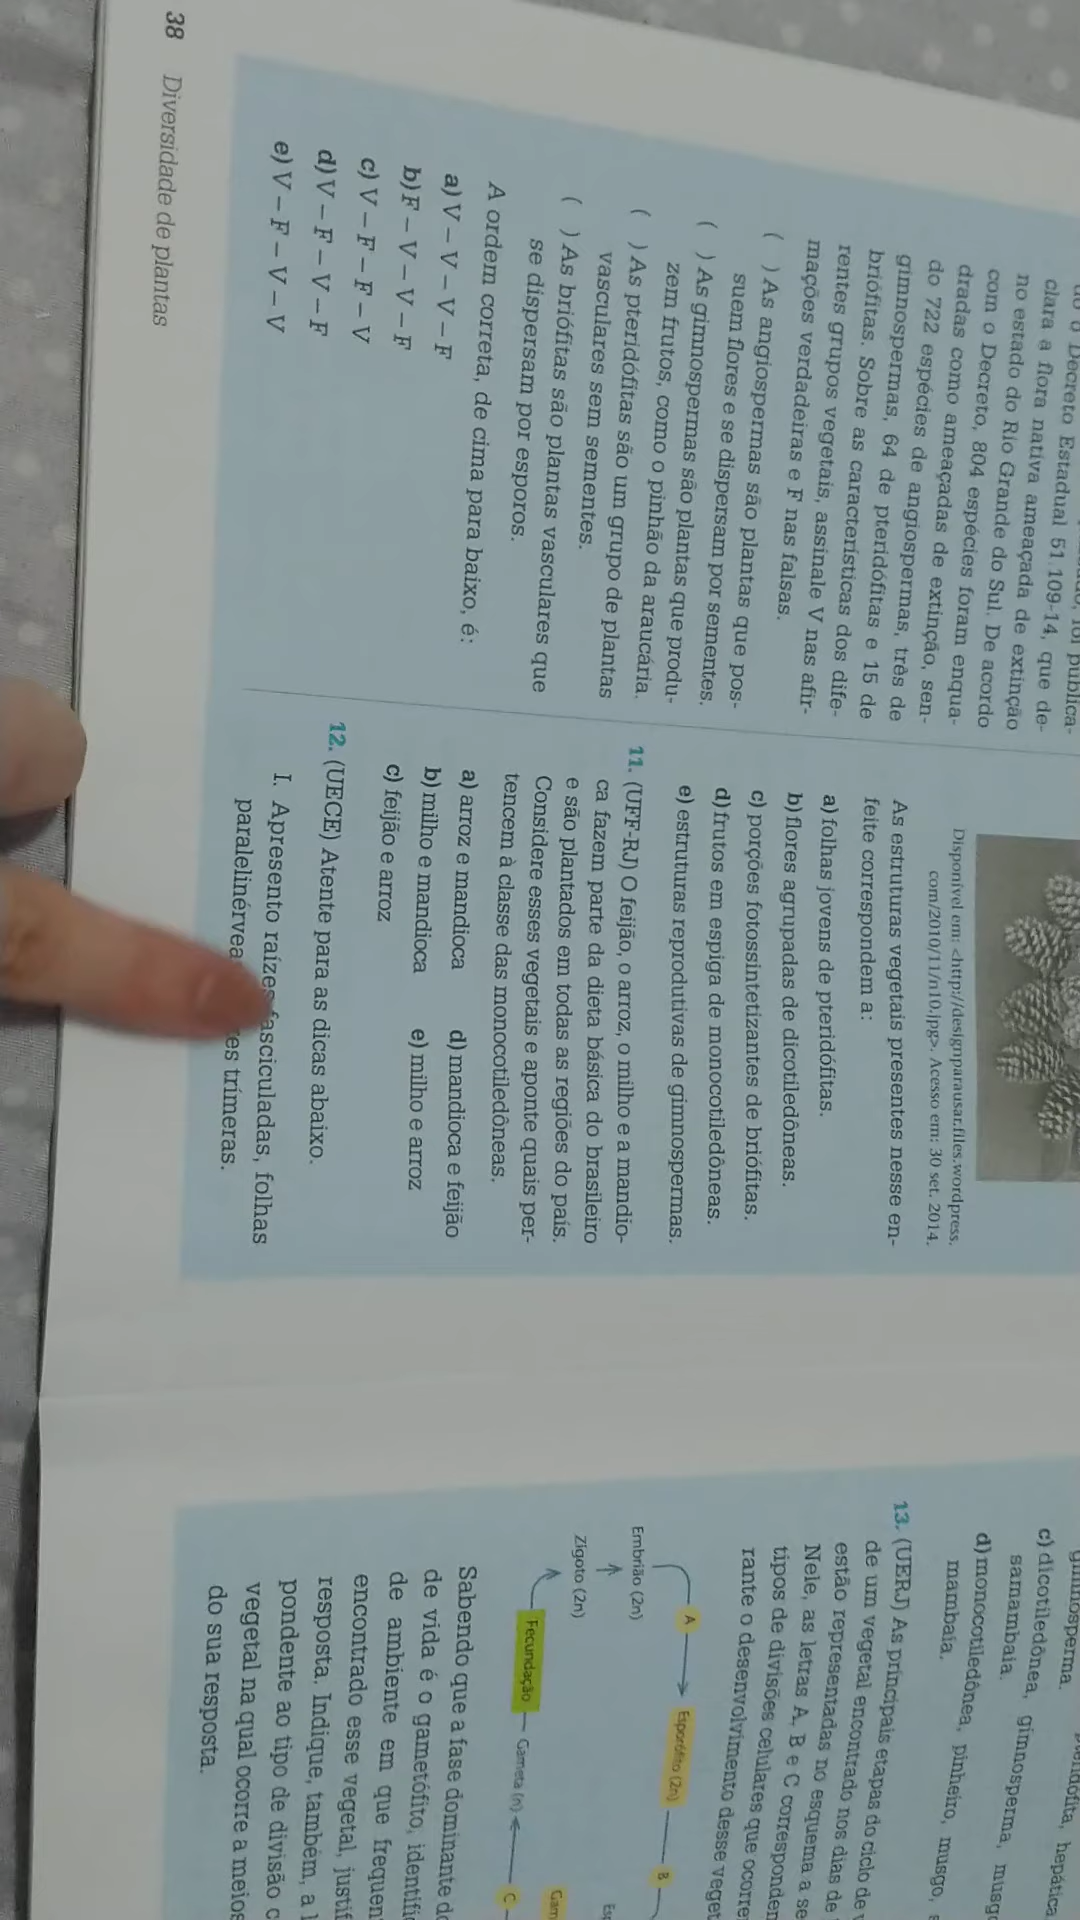 do o Decreto Estadual 51.109-14, que de-
clara a flora nativa ameaçada de extinção
no estado do Rio Grande do Sul. De acordo
com o Decreto, 804 espécies foram enqua-
dradas como ameaçadas de extinção, sen-
do 722 espécies de angiospermas, três de
gimnospermas, 64 de pteridófitas e 15 de
briófitas. Sobre as características dos dife-
rentes grupos vegetais, assinale V nas afir-
mações verdadeiras e F nas falsas.
( ) As angiospermas são plantas que pos-
suem flores e se dispersam por sementes.
( ) As gimnospermas são plantas que produ-
zem frutos, como o pinhão da araucária.
( ) As pteridófitas são um grupo de plantas
vasculares sem sementes.
( ) As briófitas são plantas vasculares que
se dispersam por esporos.
A ordem correta, de cima para baixo, é:
a) V – V – V – F
b) F – V – V – F
c) V – F – F – V
d) V – F – V – F
e) V – F – V – V
38 Diversidade de plantas
Disponível em: <http://designparausar.files.wordpress.
com/2010/11/n10.jpg>. Acesso em: 30 set. 2014.
As estruturas vegetais presentes nesse en-
feite correspondem a:
a) folhas jovens de pteridófitas.
b) flores agrupadas de dicotiledôneas.
c) porções fotossintetizantes de briófitas.
d) frutos em espiga de monocotiledôneas.
e) estruturas reprodutivas de gimnospermas.
11. (UFF-RJ) O feijão, o arroz, o milho e a mandio-
ca fazem parte da dieta básica do brasileiro
e são plantados em todas as regiões do país.
Considere esses vegetais e aponte quais per-
tencem à classe das monocotiledôneas.
a) arroz e mandioca d) mandioca e feijão
b) milho e mandioca e) milho e arroz
c) feijão e arroz
12. (UECE) Atente para as dicas abaixo.
I. Apresento raízes fasciculadas, folhas
paralelinérvea trímeras.
gimnosperma. hepática
c) dicotiledônea, gimnosperma,
samambaia.
d) monocotiledônea, pinheiro, musgo,
mambaia.
13. (UERJ) As principais etapas do ciclo de
de um vegetal encontrado nos dias de
estão representadas no esquema a
Nele, as letras A, B e C
tipos de divisões celulares que
rante o desenvolvimento desse
A
Esporófito (2n)
B
Embrião (2n)
Zigoto (2n)
Fecundação
Gameta (n)
C
Sabendo que a fase dominante
de vida é o gametófito,
de ambiente em que
encontrado esse vegetal,
resposta. Indique, também, a
pondente ao tipo de divisão
vegetal na qual ocorre a
do sua resposta.